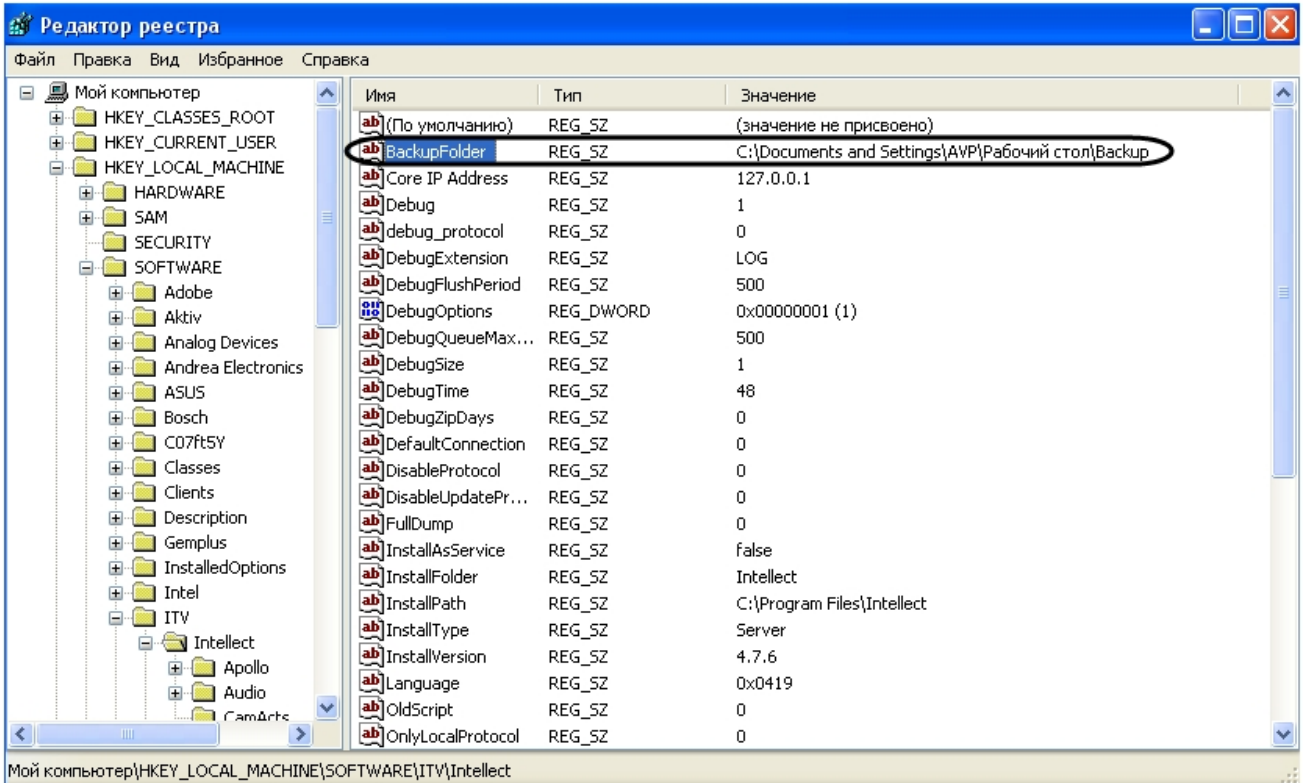 Редактор реестра
Файл Правка Вид Избранное Справка
Мой компьютер
HKEY_CLASSES_ROOT
HKEY_CURRENT_USER
HKEY_LOCAL_MACHINE
HARDWARE
SAM
SECURITY
SOFTWARE
Adobe
Aktiv
Analog Devices
Andrea Electronics
ASUS
Bosch
C07ft5Y
Classes
Clients
Description
Gemplus
InstalledOptions
Intel
ITV
Intellect
Apollo
Audio
CamActs
Имя Тип Значение
(По умолчанию) REG_SZ (значение не присвоено)
BackupFolder REG_SZ C:\Documents and Settings\AVP\Рабочий стол\Backup
Core IP Address REG_SZ 127.0.0.1
Debug REG_SZ 1
debug_protocol REG_SZ 0
DebugExtension REG_SZ LOG
DebugFlushPeriod REG_SZ 500
DebugOptions REG_DWORD 0x00000001 (1)
DebugQueueMax... REG_SZ 500
DebugSize REG_SZ 1
DebugTime REG_SZ 48
DebugZipDays REG_SZ 0
DefaultConnection REG_SZ 0
DisableProtocol REG_SZ 0
DisableUpdatePr... REG_SZ 0
FullDump REG_SZ 0
InstallAsService REG_SZ false
InstallFolder REG_SZ Intellect
InstallPath REG_SZ C:\Program Files\Intellect
InstallType REG_SZ Server
InstallVersion REG_SZ 4.7.6
Language REG_SZ 0x0419
OldScript REG_SZ 0
OnlyLocalProtocol REG_SZ 0
Мой компьютер\HKEY_LOCAL_MACHINE\SOFTWARE\ITV\Intellect